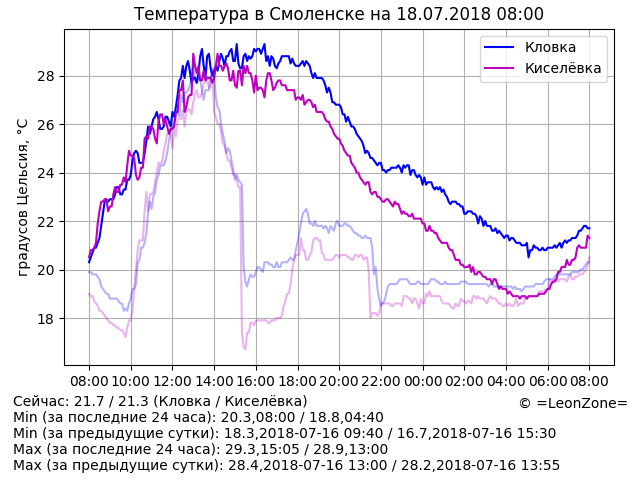 Температура в Смоленске на 18.07.2018 08:00
Кловка
Киселёвка
градусов Цельсия, °C
28
26
24
22
20
18
08:00 10:00 12:00 14:00 16:00 18:00 20:00 22:00 00:00 02:00 04:00 06:00 08:00
Сейчас: 21.7 / 21.3 (Кловка / Киселёвка)
© =LeonZone=
Min (за последние 24 часа): 20.3,08:00 / 18.8,04:40
Min (за предыдущие сутки): 18.3,2018-07-16 09:40 / 16.7,2018-07-16 15:30
Max (за последние 24 часа): 29.3,15:05 / 28.9,13:00
Max (за предыдущие сутки): 28.4,2018-07-16 13:00 / 28.2,2018-07-16 13:55